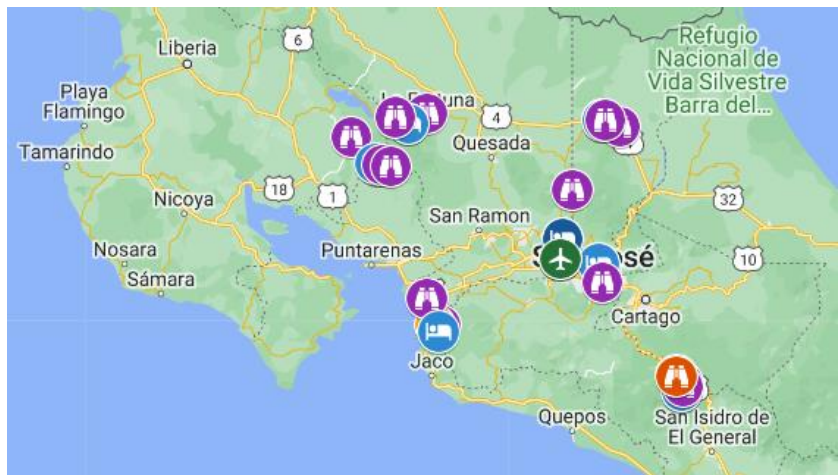 Liberia
6
Refugio
Nacional de
Vida Silvestre
Barra del...
Playa
Flamingo
Tamarindo
4
Quesada
18
1
Nicoya
32
San Ramon
Nosara
Puntarenas
10
Sámara
Cartago
Jaco
Quepos
San Isidro de
El General